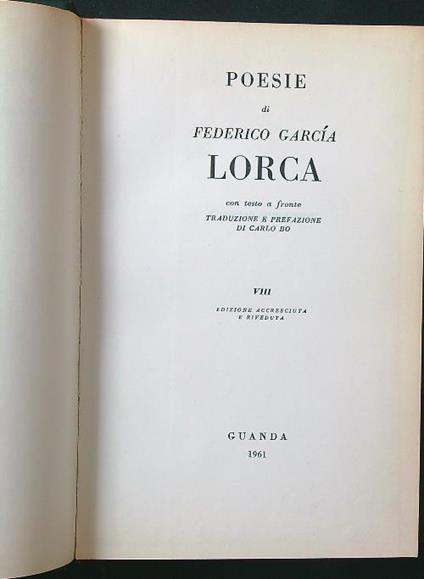 POESIE
di
FEDERICO GARCÍA
LORCA
con testo a fronte
TRADUZIONE E PREFAZIONE
DI CARLO BO
VIII
EDIZIONE ACCRESCIUTA
E RIVEDUTA
GUANDA
1961